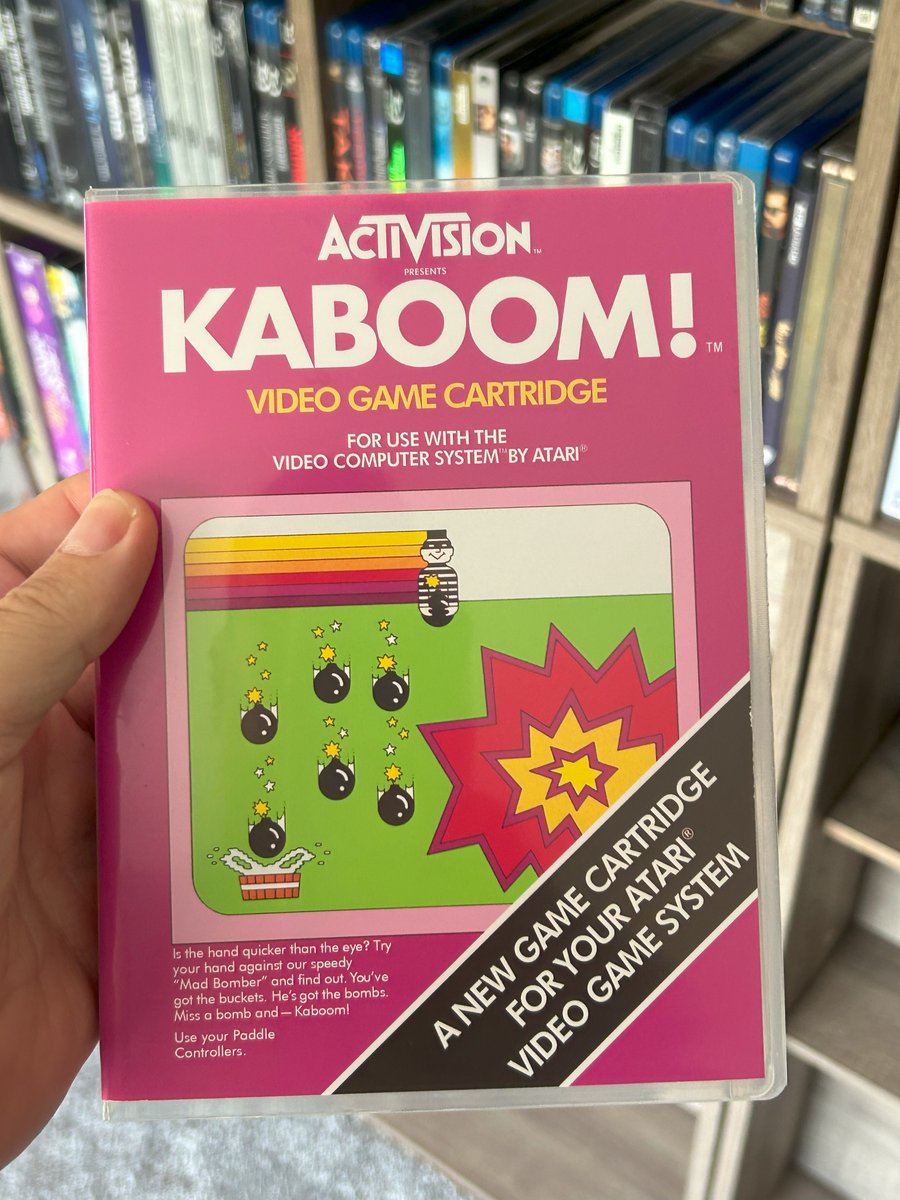 ACTIVISION™
PRESENTS
KABOOM!™
VIDEO GAME CARTRIDGE
FOR USE WITH THE
VIDEO COMPUTER SYSTEM™ BY ATARI®
Is the hand quicker than the eye? Try
your hand against our speedy
“Mad Bomber” and find out. You’ve
got the buckets. He’s got the bombs.
Miss a bomb and—Kaboom!
Use your Paddle
Controllers.
A NEW GAME CARTRIDGE
FOR YOUR ATARI®
VIDEO GAME SYSTEM